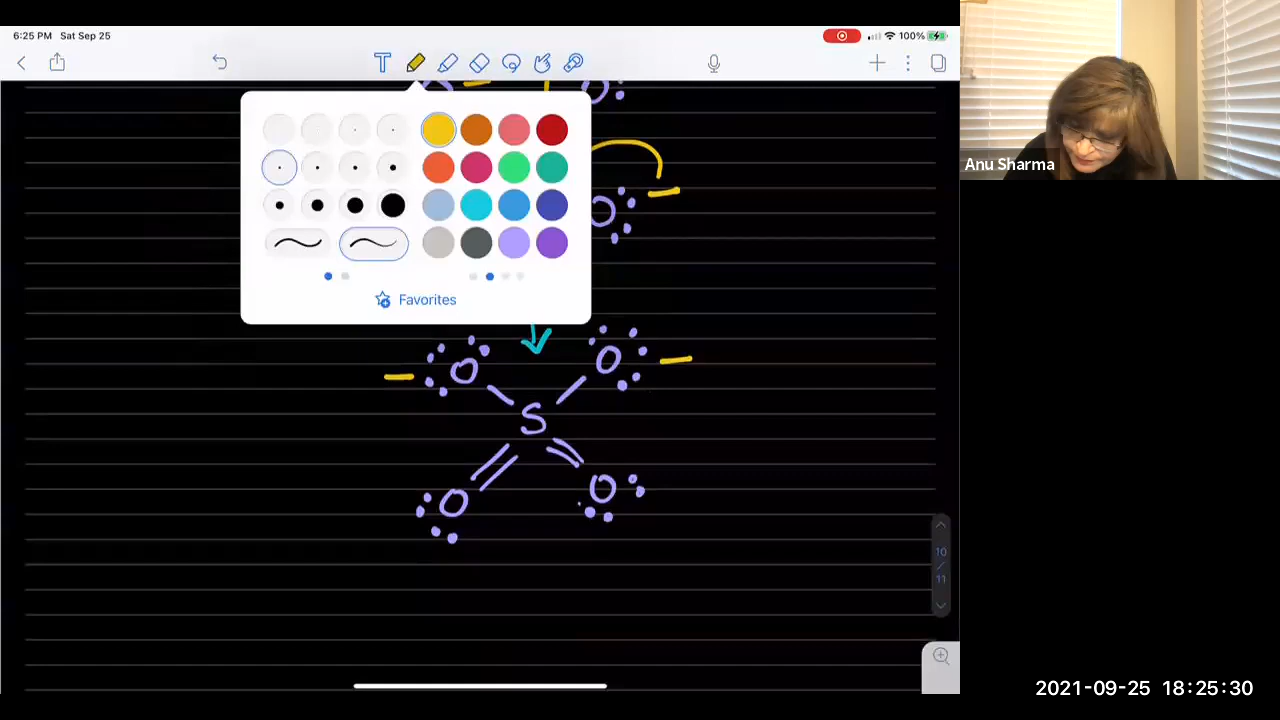 6:25 PM Sat Sep 25
100%
T
Anu Sharma
O
O
Favorites
O O
S
O O
10
/
11
2021-09-25 18:25:30